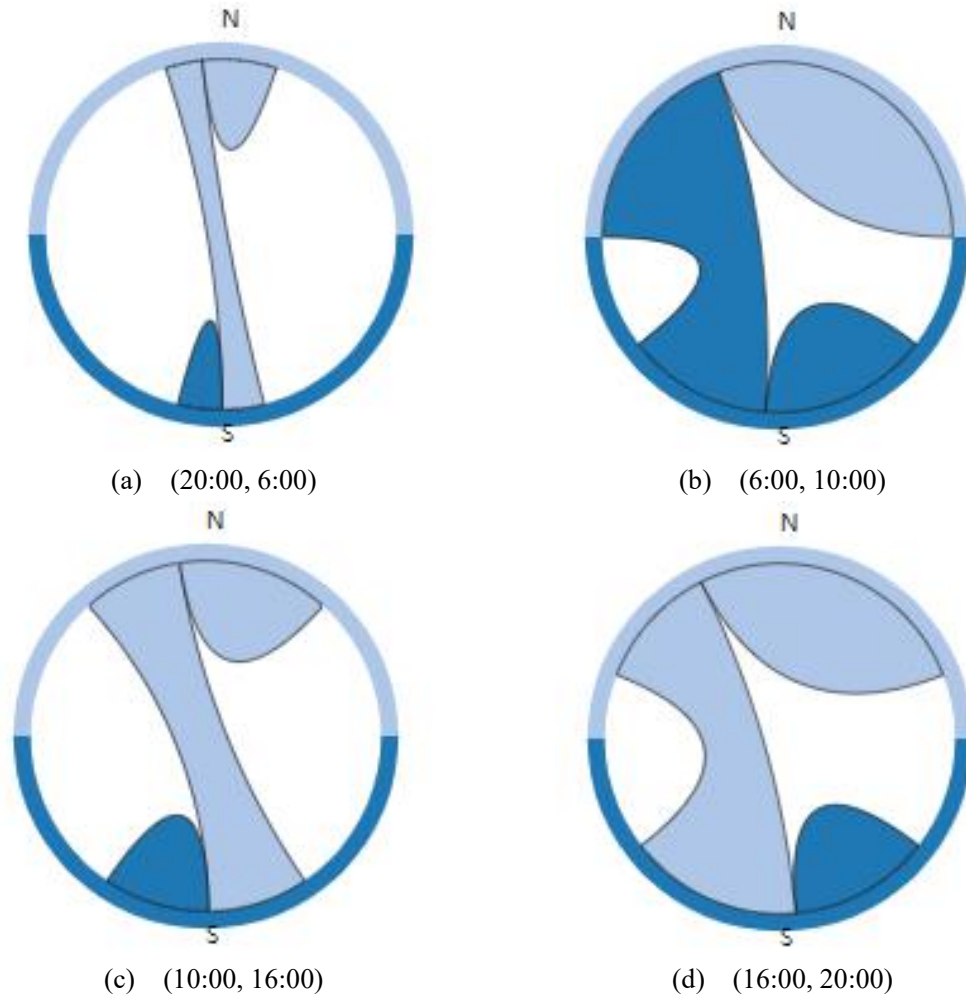 N
N
S
S
(a) (20:00, 6:00)
(b) (6:00, 10:00)
N
N
S
S
(c) (10:00, 16:00)
(d) (16:00, 20:00)